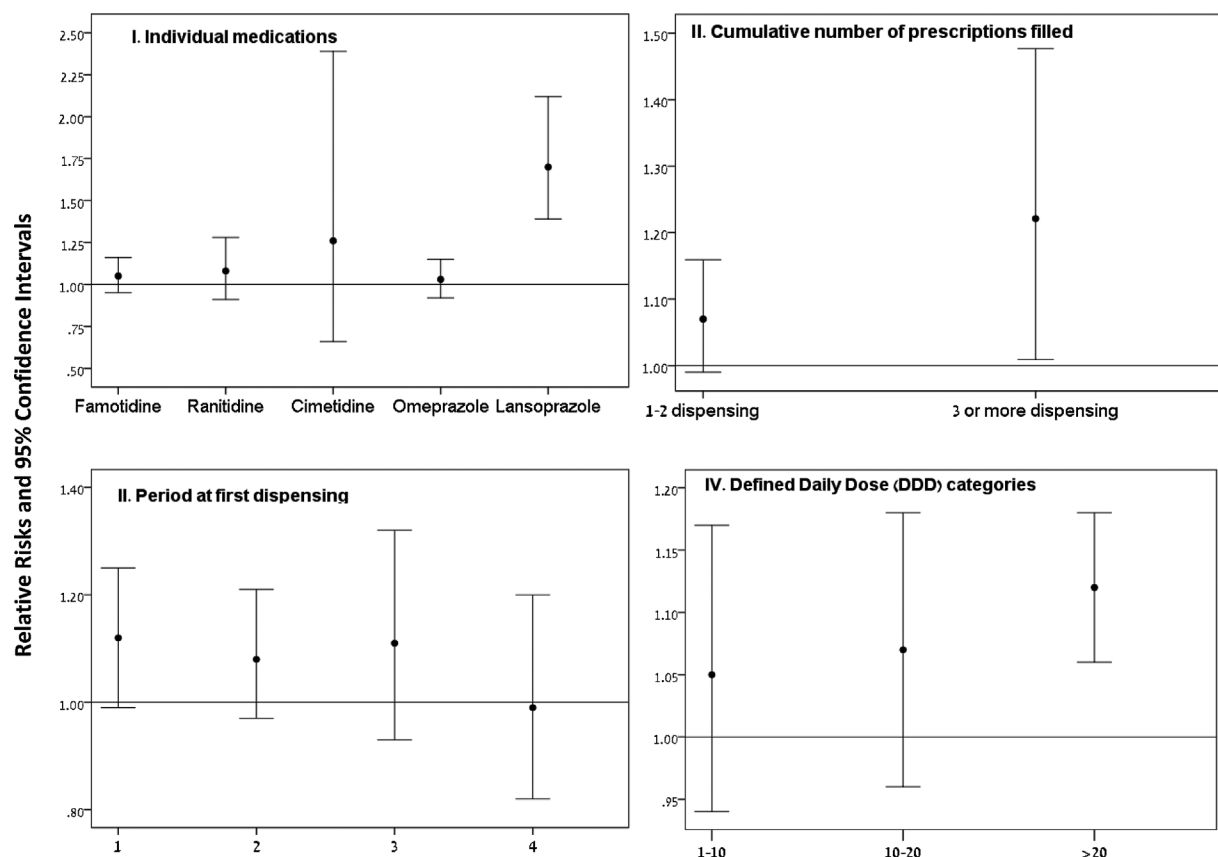 Relative Risks and 95% Confidence Intervals
I. Individual medications
2.50
2.25
2.00
1.75
1.50
1.25
1.00
.75
.50
Famotidine Ranitidine Cimetidine Omeprazole Lansoprazole
II. Cumulative number of prescriptions filled
1.50
1.40
1.30
1.20
1.10
1.00
1-2 dispensing 3 or more dispensing
II. Period at first dispensing
1.40
1.20
1.00
.80
1 2 3 4
IV. Defined Daily Dose (DDD) categories
1.20
1.15
1.10
1.05
1.00
.95
1-10 10-20 >20